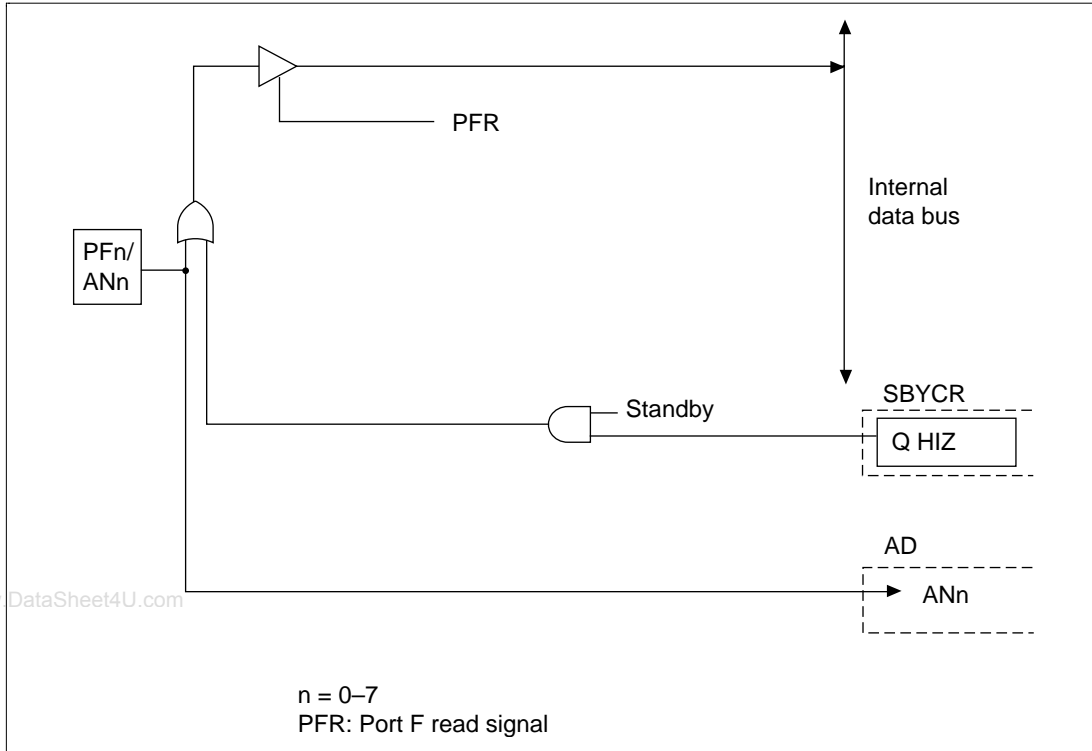 PFR
Internal
data bus
PFn/
ANn
Standby
SBYCR
Q HIZ
AD
ANn
.DataSheet4U.com
n = 0–7
PFR: Port F read signal